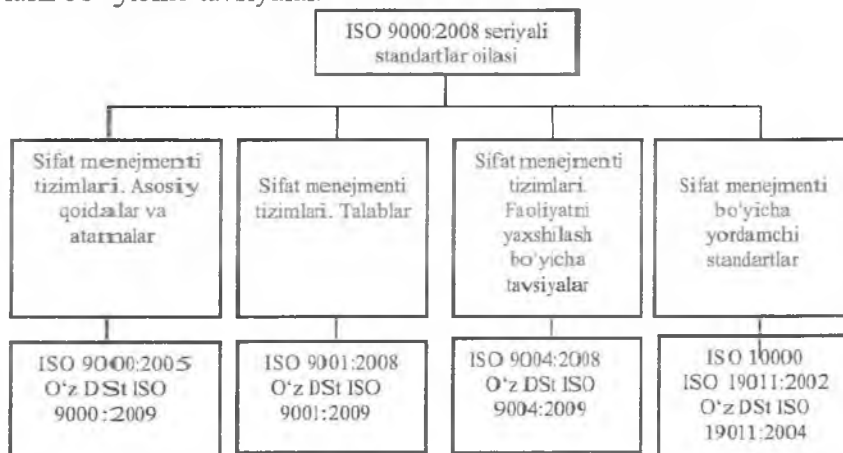 ISO 9000:2008 seriyali
standartlar oilasi
Sifat menejmenti
tizimlari. Asosiy
qoidalar va
atamalar
Sifat menejmenti
tizimlari. Talablar
Sifat menejmenti
tizimlari.
Faoliyatni
yaxshilash
bo'yicha
tavsiyalar
Sifat menejmenti
bo'yicha
yordamchi
standartlar
ISO 9000:2005
O'z DSt ISO
9000:2009
ISO 9001:2008
O'z DSt ISO
9001:2009
ISO 9004:2008
O'z DSt ISO
9004:2009
ISO 10000
ISO 19011:2002
O'z DSt ISO
19011:2004